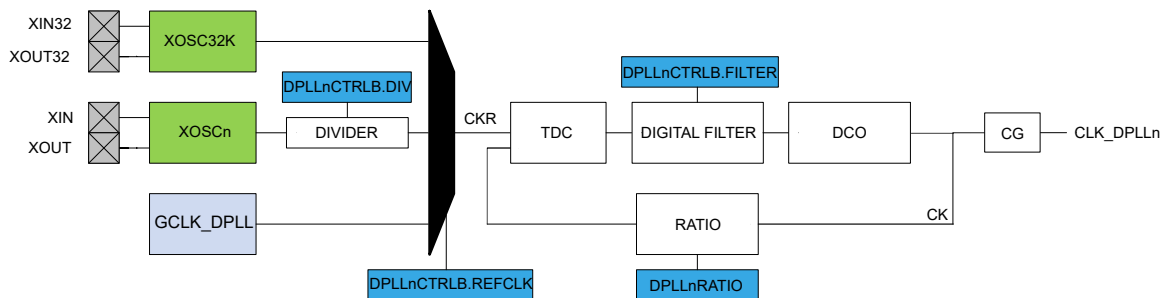 XIN32
XOUT32
XOSC32K
DPLLnCTRLB.DIV
DPLLnCTRLB.FILTER
XIN
XOUT
XOSCn
DIVIDER
CKR
TDC
DIGITAL FILTER
DCO
CG
CLK_DPLLn
GCLK_DPLL
RATIO
CK
DPLLnCTRLB.REFCLK
DPLLnRATIO